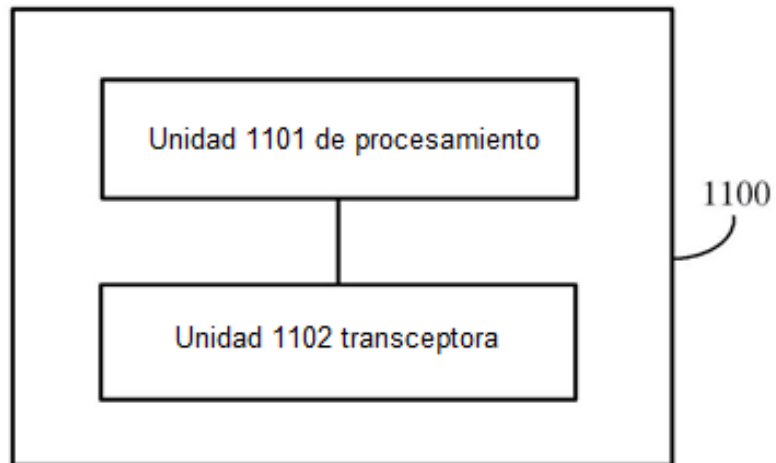 Unidad 1101 de procesamiento
1100
Unidad 1102 transceptora